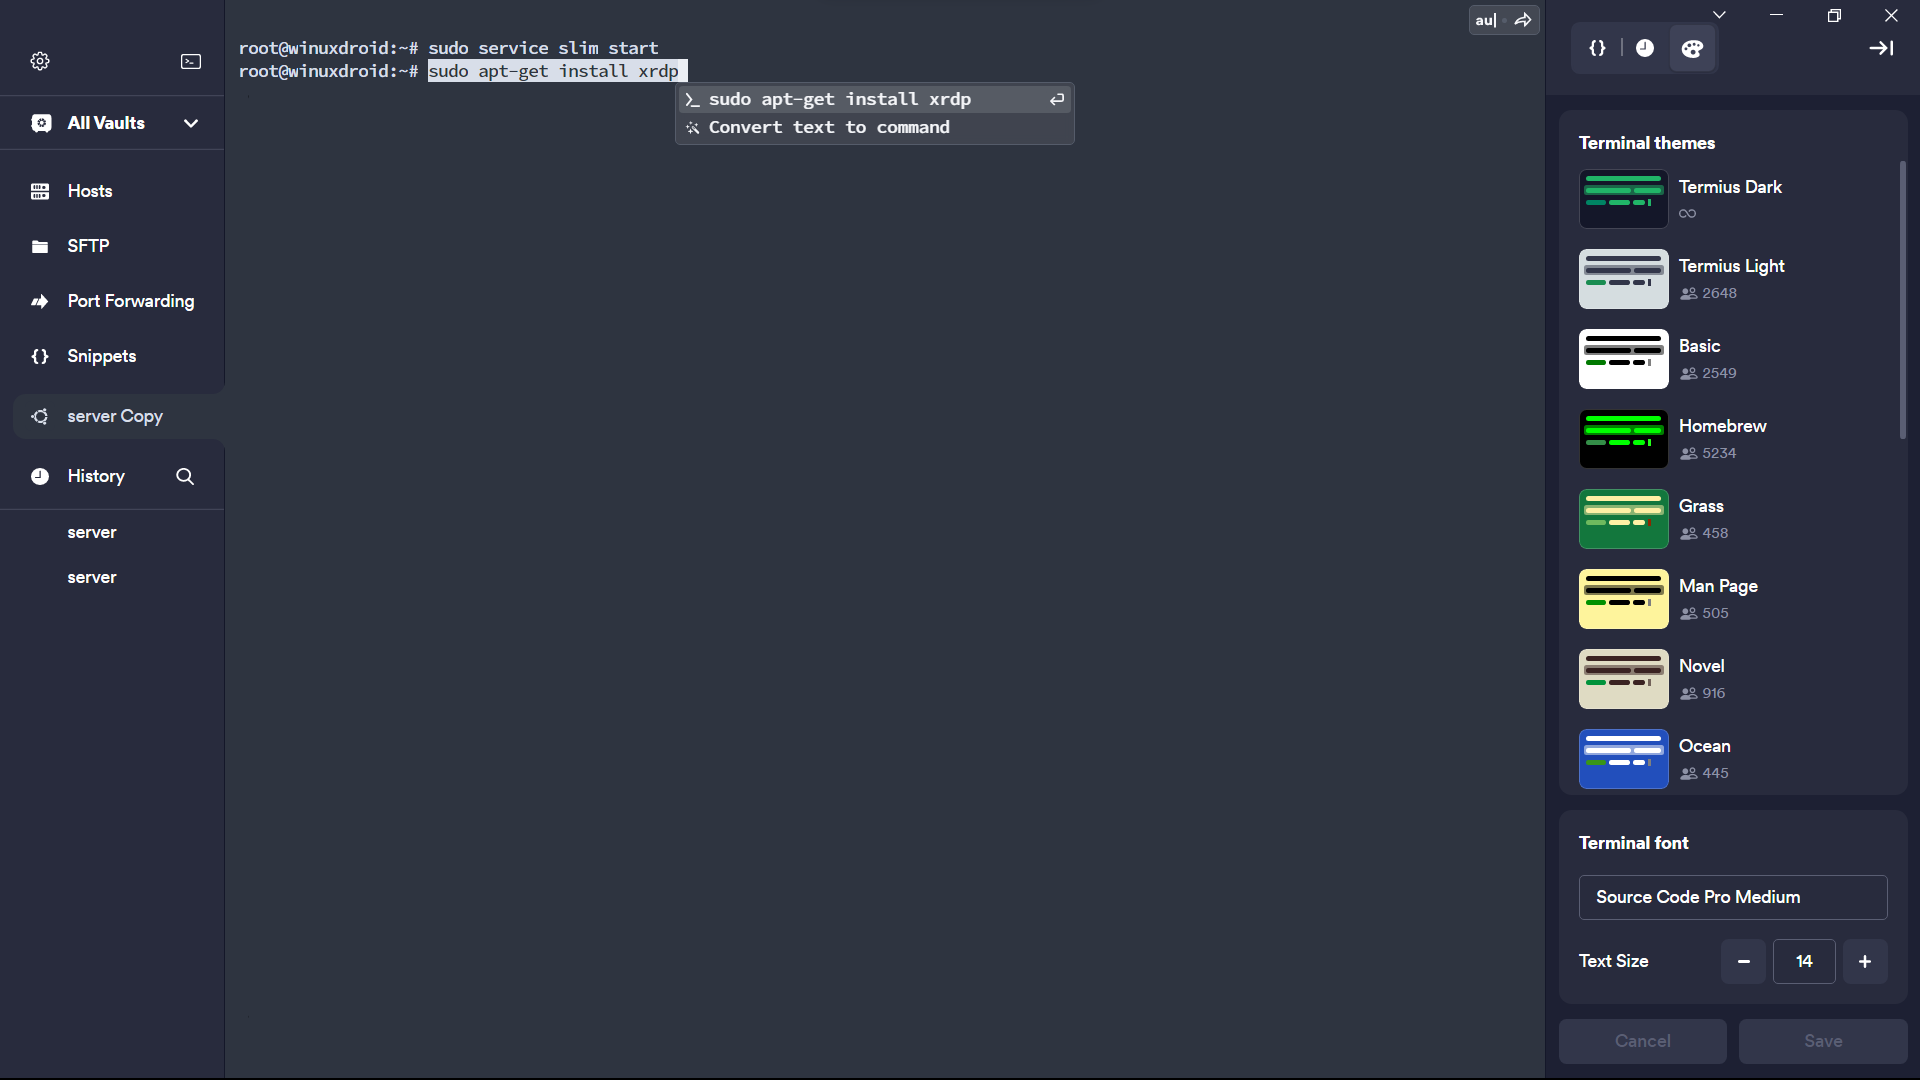 au|
root@winuxdroid:~# sudo service slim start
root@winuxdroid:~# sudo apt-get install xrdp
sudo apt-get install xrdp
Convert text to command
All Vaults
Hosts
SFTP
Port Forwarding
Snippets
server Copy
History
server
server
Terminal themes
Termius Dark
∞
Termius Light
2648
Basic
2549
Homebrew
5234
Grass
458
Man Page
505
Novel
916
Ocean
445
Terminal font
Source Code Pro Medium
Text Size
− 14 +
Cancel
Save